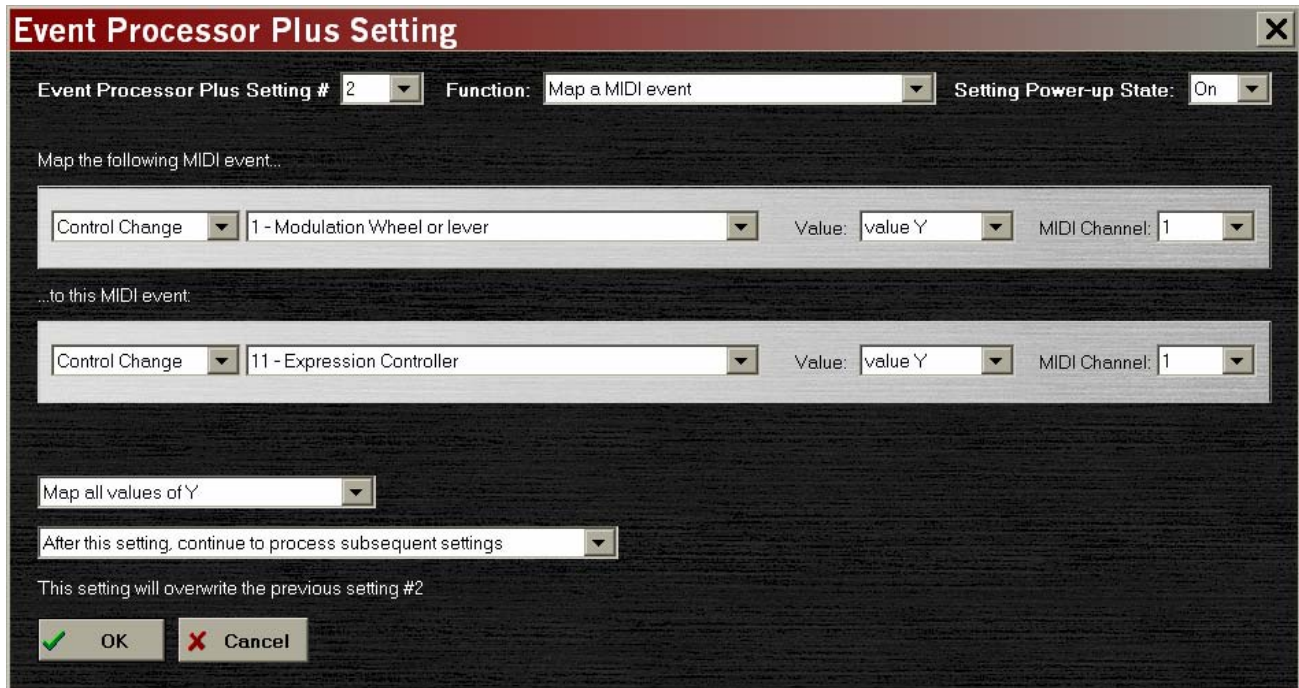 Event Processor Plus Setting
Event Processor Plus Setting # 2 Function: Map a MIDI event Setting Power-up State: On
Map the following MIDI event...
Control Change 1 - Modulation Wheel or lever Value: value Y MIDI Channel: 1
...to this MIDI event:
Control Change 11 - Expression Controller Value: value Y MIDI Channel: 1
Map all values of Y
After this setting, continue to process subsequent settings
This setting will overwrite the previous setting #2
OK Cancel